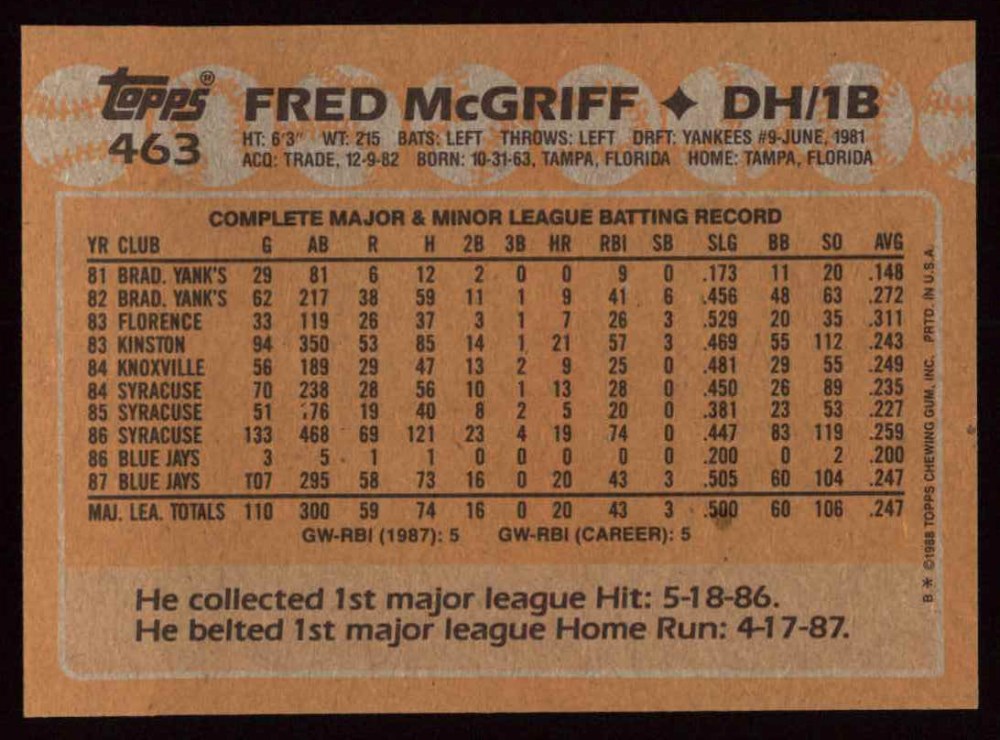 Topps® FRED McGRIFF ✦ DH/1B
463 HT: 6'3" WT: 215 BATS: LEFT THROWS: LEFT DRFT: YANKEES #9-JUNE, 1981
ACQ: TRADE, 12-9-82 BORN: 10-31-63, TAMPA, FLORIDA HOME: TAMPA, FLORIDA
COMPLETE MAJOR & MINOR LEAGUE BATTING RECORD
YR CLUB G AB R H 2B 3B HR RBI SB SLG BB SO AVG
81 BRAD. YANK'S 29 81 6 12 2 0 0 9 0 .173 11 20 .148
82 BRAD. YANK'S 62 217 38 59 11 1 9 41 6 .456 48 63 .272
83 FLORENCE 33 119 26 37 3 1 7 26 3 .529 20 35 .311
83 KINSTON 94 350 53 85 14 1 21 57 3 .469 55 112 .243
84 KNOXVILLE 56 189 29 47 13 2 9 25 0 .481 29 55 .249
84 SYRACUSE 70 238 28 56 10 1 13 28 0 .450 26 89 .235
85 SYRACUSE 51 176 19 40 8 2 5 20 0 .381 23 53 .227
86 SYRACUSE 133 468 69 121 23 4 19 74 0 .447 83 119 .259
86 BLUE JAYS 3 5 1 1 0 0 0 0 0 .200 0 2 .200
87 BLUE JAYS 107 295 58 73 16 0 20 43 3 .505 60 104 .247
MAJ. LEA. TOTALS 110 300 59 74 16 0 20 43 3 .500 60 106 .247
GW-RBI (1987): 5 GW-RBI (CAREER): 5
He collected 1st major league Hit: 5-18-86.
He belted 1st major league Home Run: 4-17-87.
B * ©1988 TOPPS CHEWING GUM, INC. PRTD. IN U.S.A.